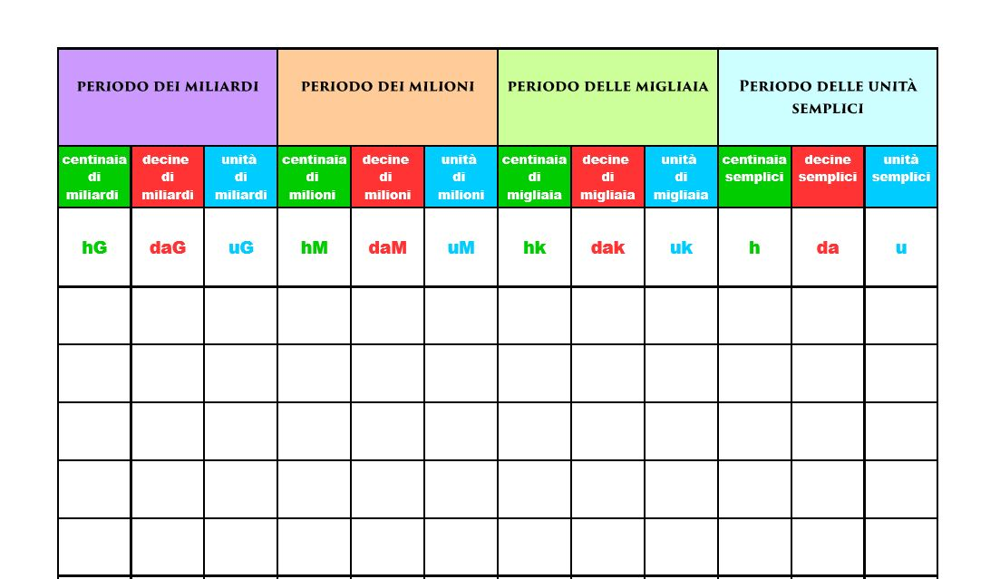 PERIODO DEI MILIARDI
PERIODO DEI MILIONI
PERIODO DELLE MIGLIAIA
PERIODO DELLE UNITÀ
SEMPLICI
centinaia
di
miliardi
decine
di
miliardi
unità
di
miliardi
centinaia
di
milioni
decine
di
milioni
unità
di
milioni
centinaia
di
migliaia
decine
di
migliaia
unità
di
migliaia
centinaia
semplici
decine
semplici
unità
semplici
hG daG uG hM daM uM hk dak uk h da u